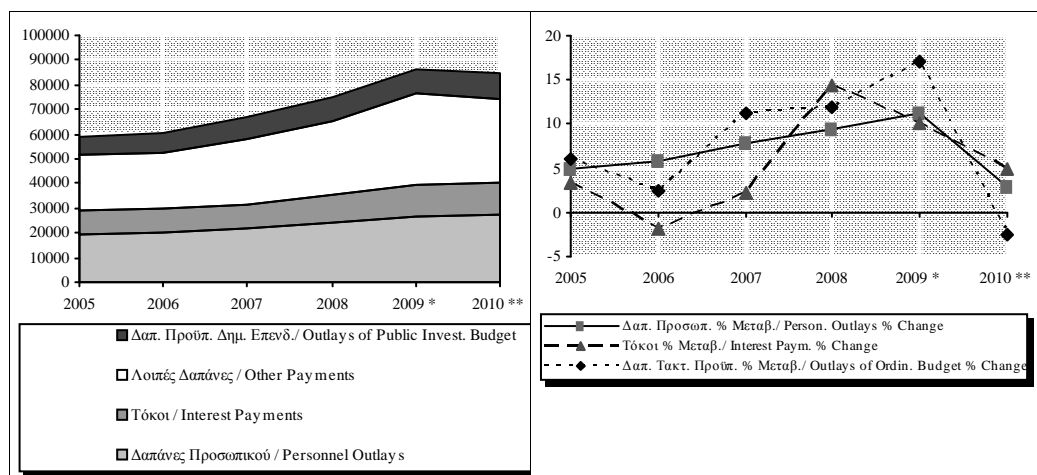 100000
90000
80000
70000
60000
50000
40000
30000
20000
10000
0
2005 2006 2007 2008 2009 * 2010 **
Δαπ. Προϋπ. Δημ. Επενδ./ Outlays of Public Invest. Budget
Λοιπές Δαπάνες / Other Payments
Τόκοι / Interest Payments
Δαπάνες Προσωπικού / Personnel Outlays
20
15
10
5
0
-5
2005 2006 2007 2008 2009 * 2010 **
Δαπ. Προσωπ. % Μεταβ./ Person. Outlays % Change
Τόκοι % Μεταβ./ Interest Paym. % Change
Δαπ. Τακτ. Προϋπ. % Μεταβ./ Outlays of Ordin. Budget % Change